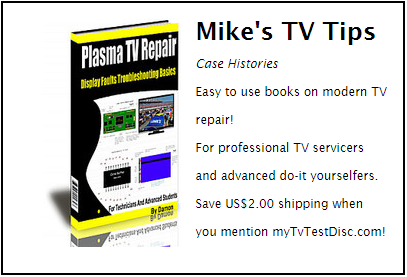 Plasma TV Repair
Display Faults Troubleshooting Basics
For Technicians And Advanced Students
By Damon
Mike's TV Tips
Case Histories
Easy to use books on modern TV
repair!
For professional TV servicers
and advanced do-it yourselfers.
Save US$2.00 shipping when
you mention myTvTestDisc.com!